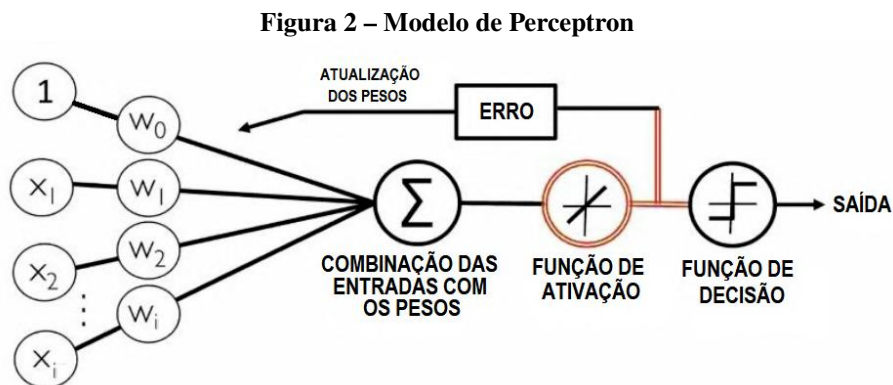 Figura 2 – Modelo de Perceptron
ATUALIZAÇÃO
DOS PESOS
ERRO
1
w0
x1
w1
x2
w2
⋮
wi
xi
Σ
COMBINAÇÃO DAS
ENTRADAS COM
OS PESOS
FUNÇÃO DE
ATIVAÇÃO
FUNÇÃO DE
DECISÃO
SAÍDA